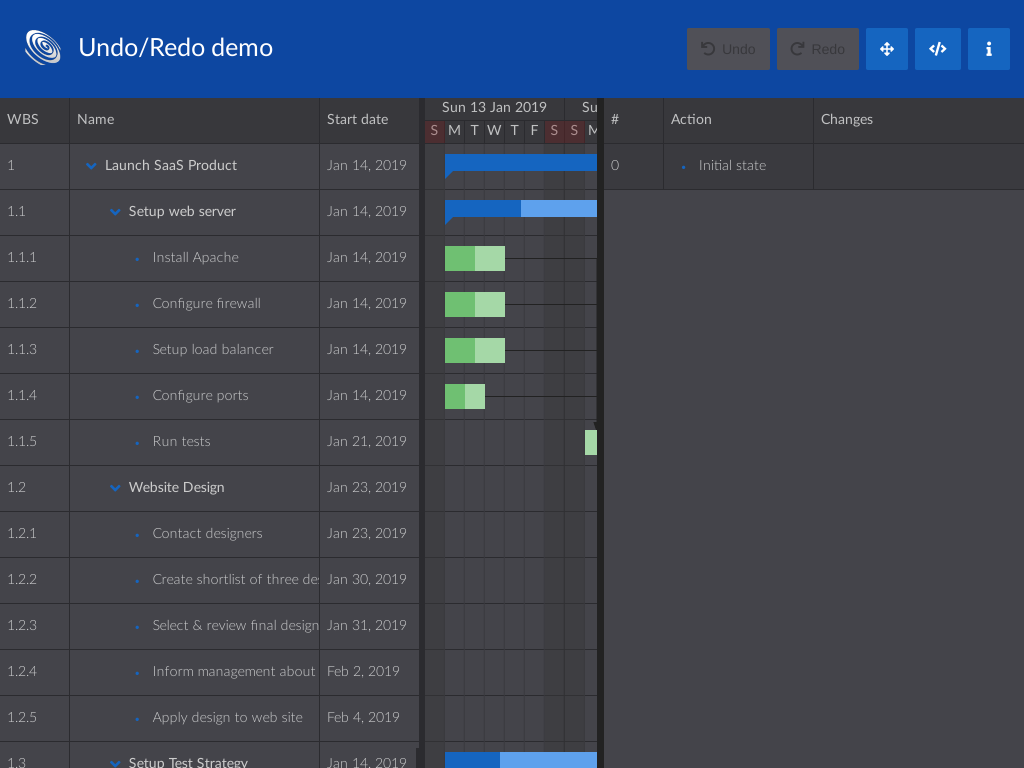 Undo/Redo demo
Undo
Redo
WBS Name Start date
Sun 13 Jan 2019 Su
S M T W T F S S M
# Action Changes
1 Launch SaaS Product Jan 14, 2019
0 Initial state
1.1 Setup web server Jan 14, 2019
1.1.1 Install Apache Jan 14, 2019
1.1.2 Configure firewall Jan 14, 2019
1.1.3 Setup load balancer Jan 14, 2019
1.1.4 Configure ports Jan 14, 2019
1.1.5 Run tests Jan 21, 2019
1.2 Website Design Jan 23, 2019
1.2.1 Contact designers Jan 23, 2019
1.2.2 Create shortlist of three de Jan 30, 2019
1.2.3 Select & review final design Jan 31, 2019
1.2.4 Inform management about Feb 2, 2019
1.2.5 Apply design to web site Feb 4, 2019
1.3 Setup Test Strategy Jan 14, 2019